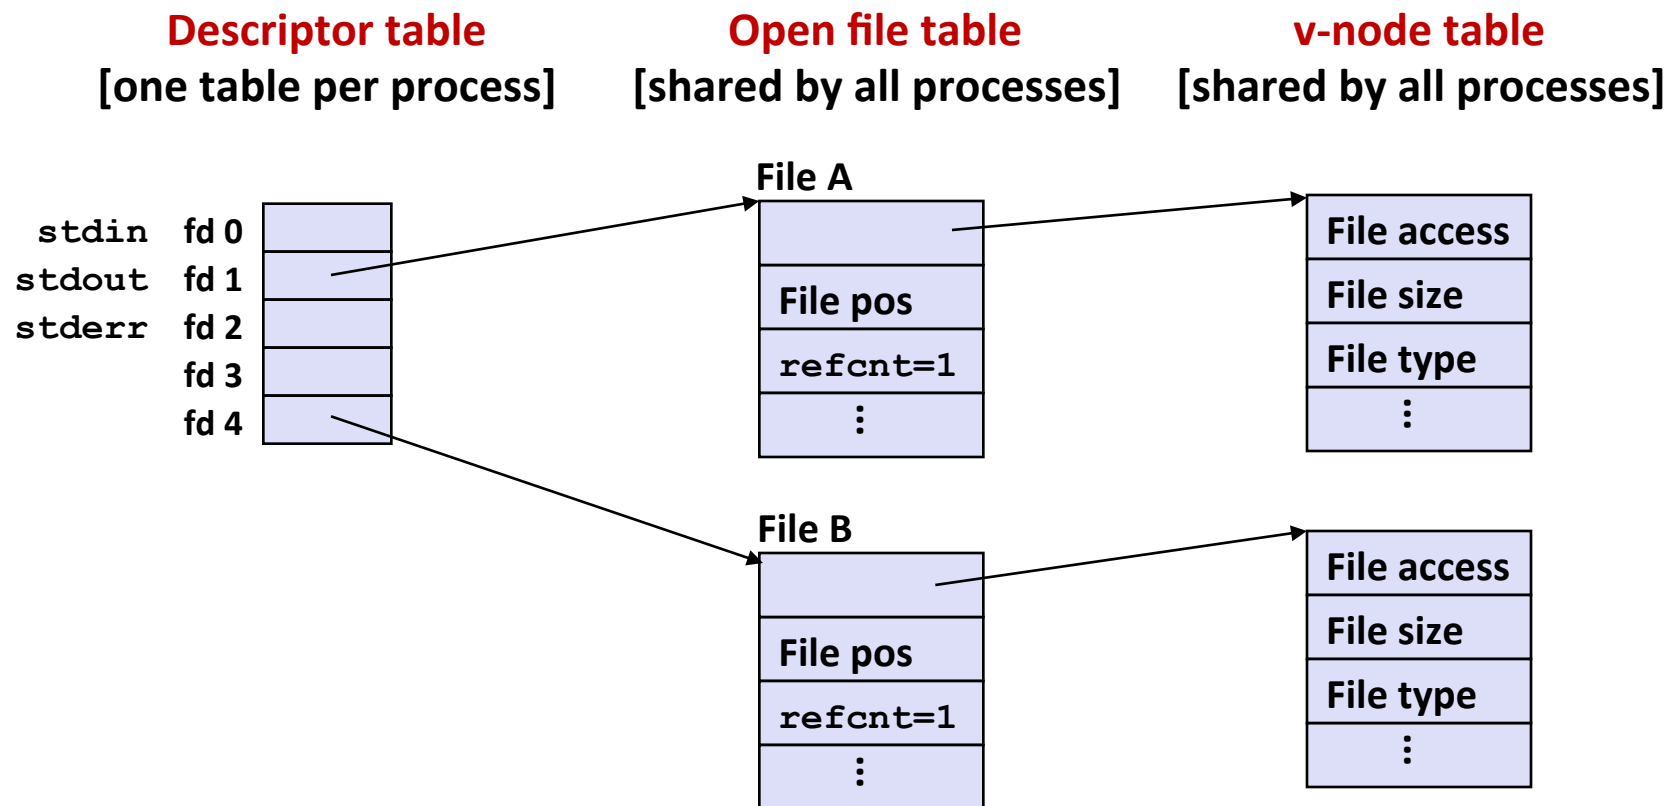 Descriptor table
[one table per process]
Open file table
[shared by all processes]
v-node table
[shared by all processes]
stdin fd 0
stdout fd 1
stderr fd 2
fd 3
fd 4
File A
File pos
refcnt=1
⋮
File access
File size
File type
⋮
File B
File pos
refcnt=1
⋮
File access
File size
File type
⋮